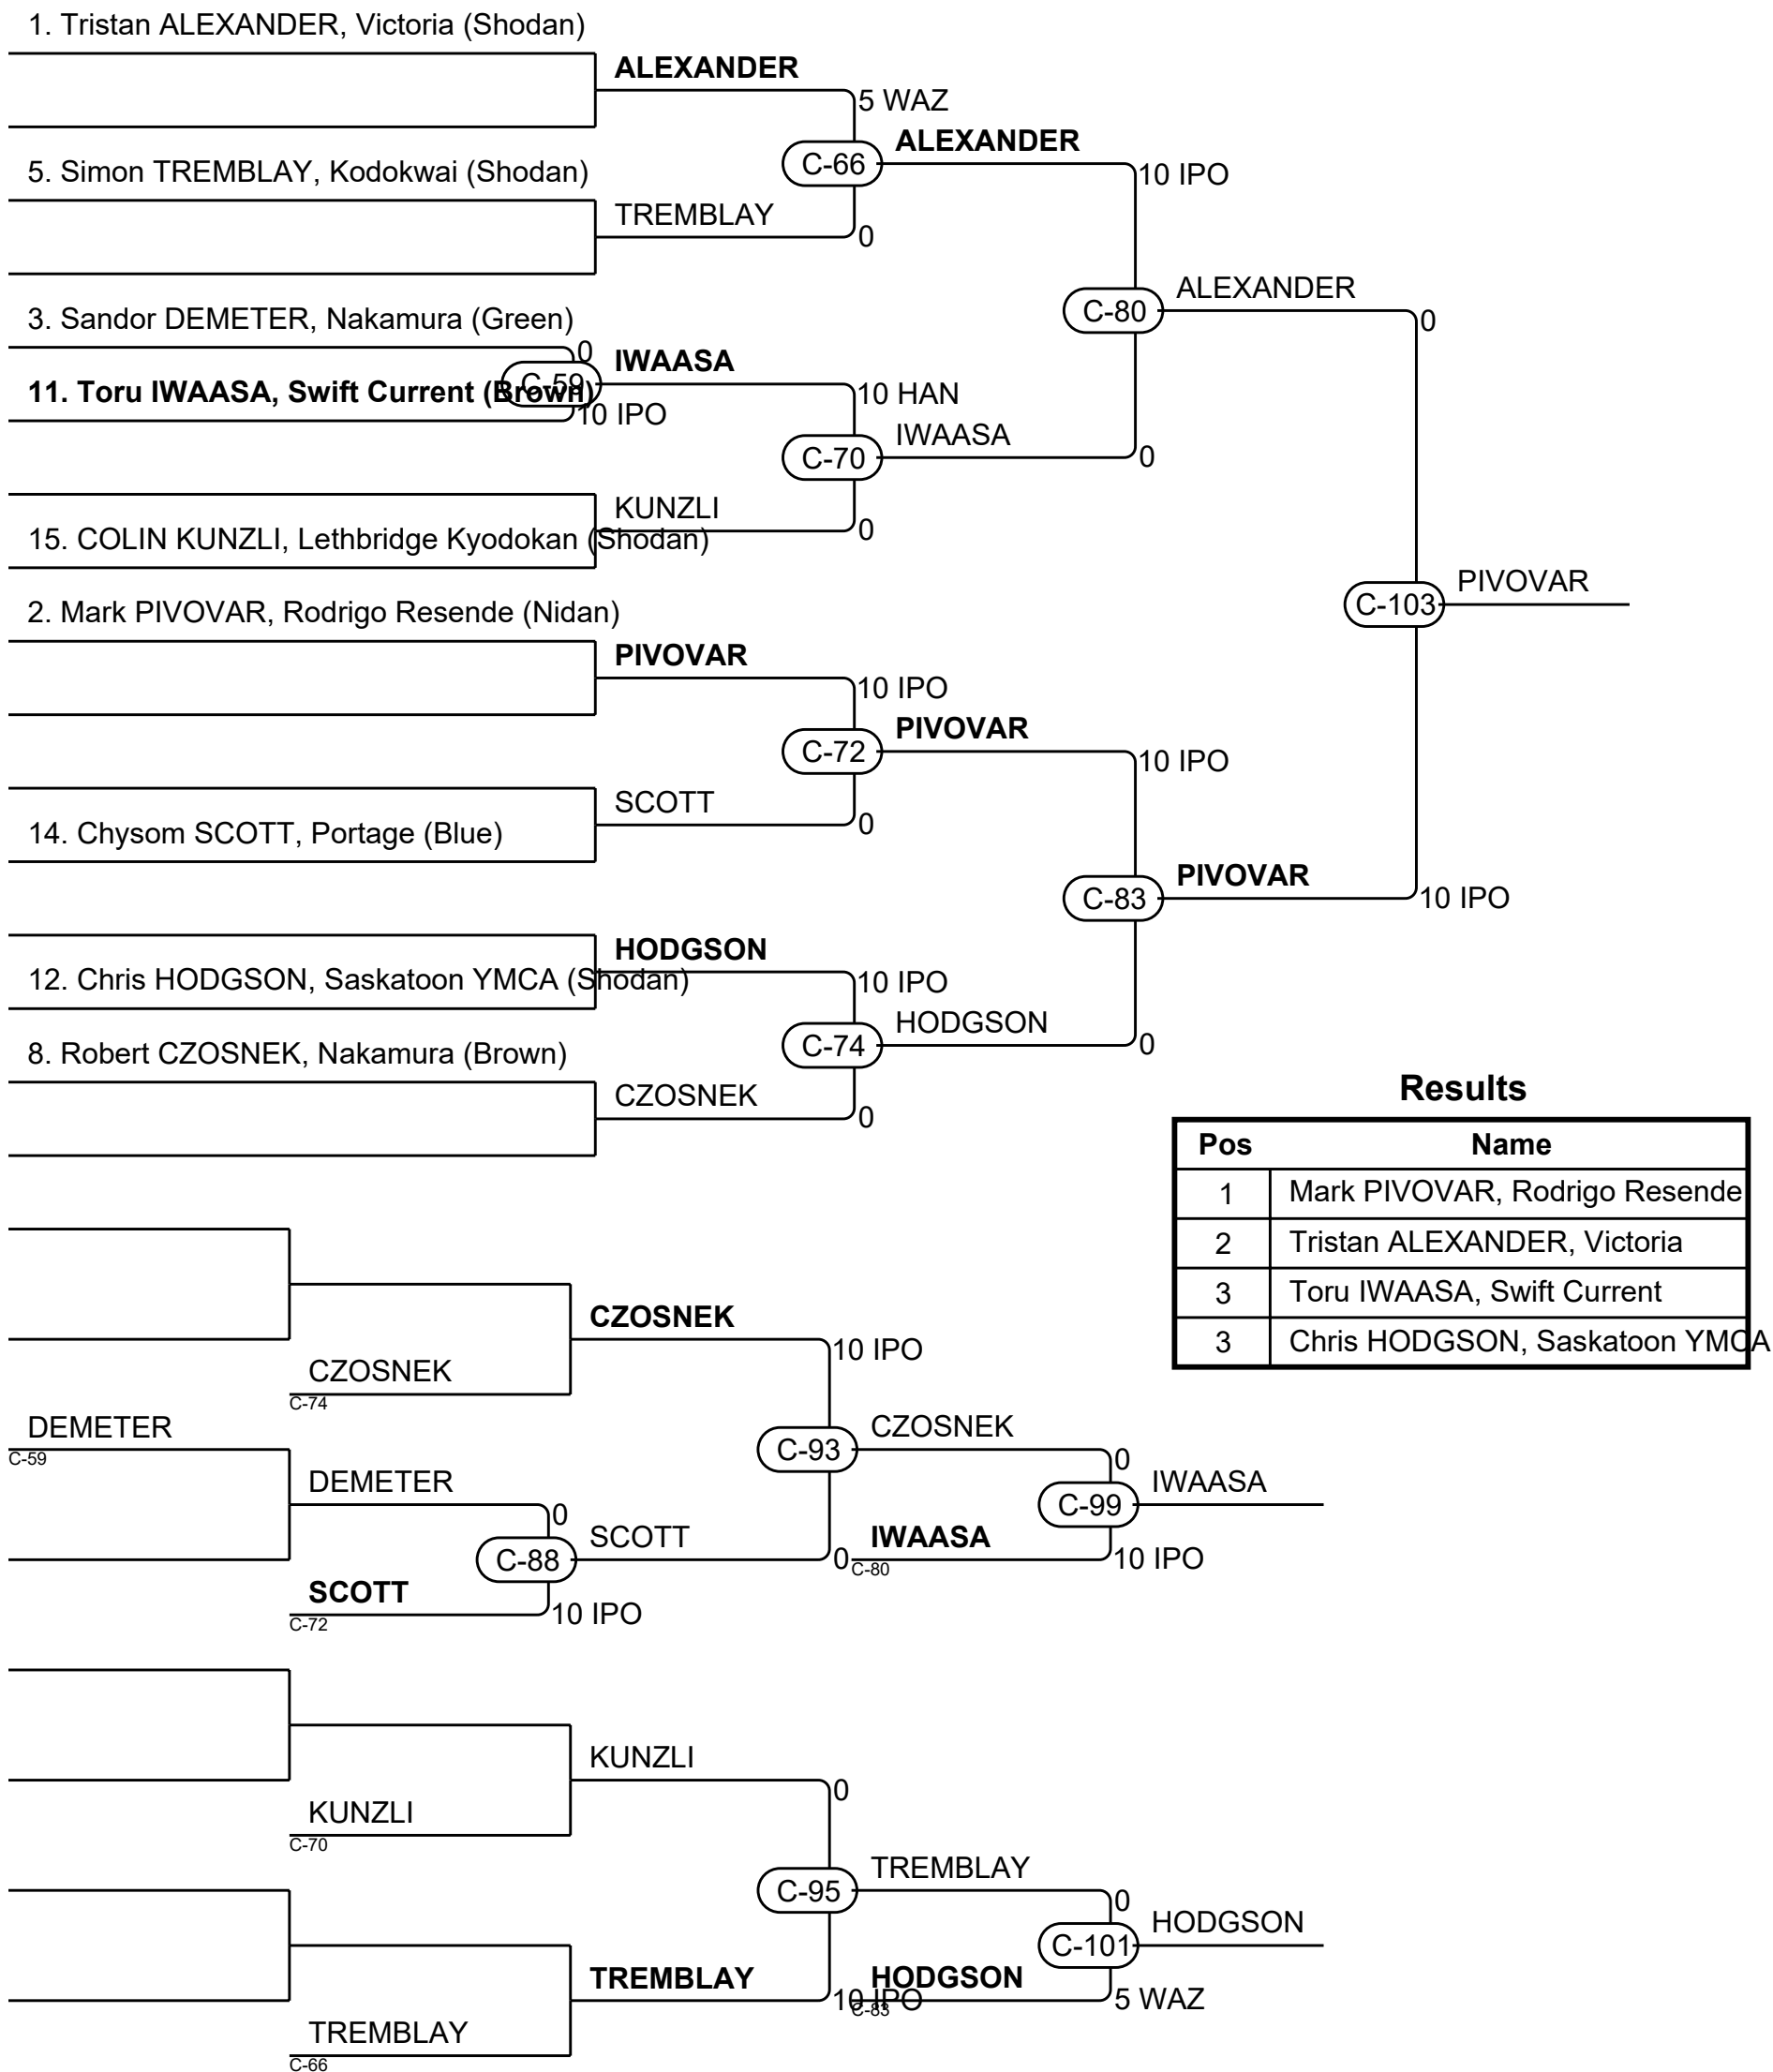 1. Tristan ALEXANDER, Victoria (Shodan)
ALEXANDER
5 WAZ
C-66
ALEXANDER
10 IPO
5. Simon TREMBLAY, Kodokwai (Shodan)
TREMBLAY
0
C-80
ALEXANDER
0
3. Sandor DEMETER, Nakamura (Green)
0
C-59
IWAASA
11. Toru IWAASA, Swift Current (Brown)
10 IPO
10 HAN
C-70
IWAASA
0
KUNZLI
15. COLIN KUNZLI, Lethbridge Kyodokan (Shodan)
0
C-103
PIVOVAR
2. Mark PIVOVAR, Rodrigo Resende (Nidan)
PIVOVAR
10 IPO
C-72
PIVOVAR
10 IPO
SCOTT
14. Chysom SCOTT, Portage (Blue)
0
C-83
PIVOVAR
10 IPO
HODGSON
12. Chris HODGSON, Saskatoon YMCA (Shodan)
10 IPO
C-74
HODGSON
0
8. Robert CZOSNEK, Nakamura (Brown)
CZOSNEK
0
Results
Pos Name
1 Mark PIVOVAR, Rodrigo Resende
2 Tristan ALEXANDER, Victoria
3 Toru IWAASA, Swift Current
3 Chris HODGSON, Saskatoon YMCA
CZOSNEK
10 IPO
CZOSNEK
C-74
DEMETER
C-59
C-93
CZOSNEK
0
DEMETER
0
C-99
IWAASA
C-88
SCOTT
0
IWAASA
C-80
10 IPO
SCOTT
C-72
10 IPO
KUNZLI
0
KUNZLI
C-70
C-95
TREMBLAY
0
C-101
HODGSON
TREMBLAY
10 IPO
HODGSON
C-83
5 WAZ
TREMBLAY
C-66